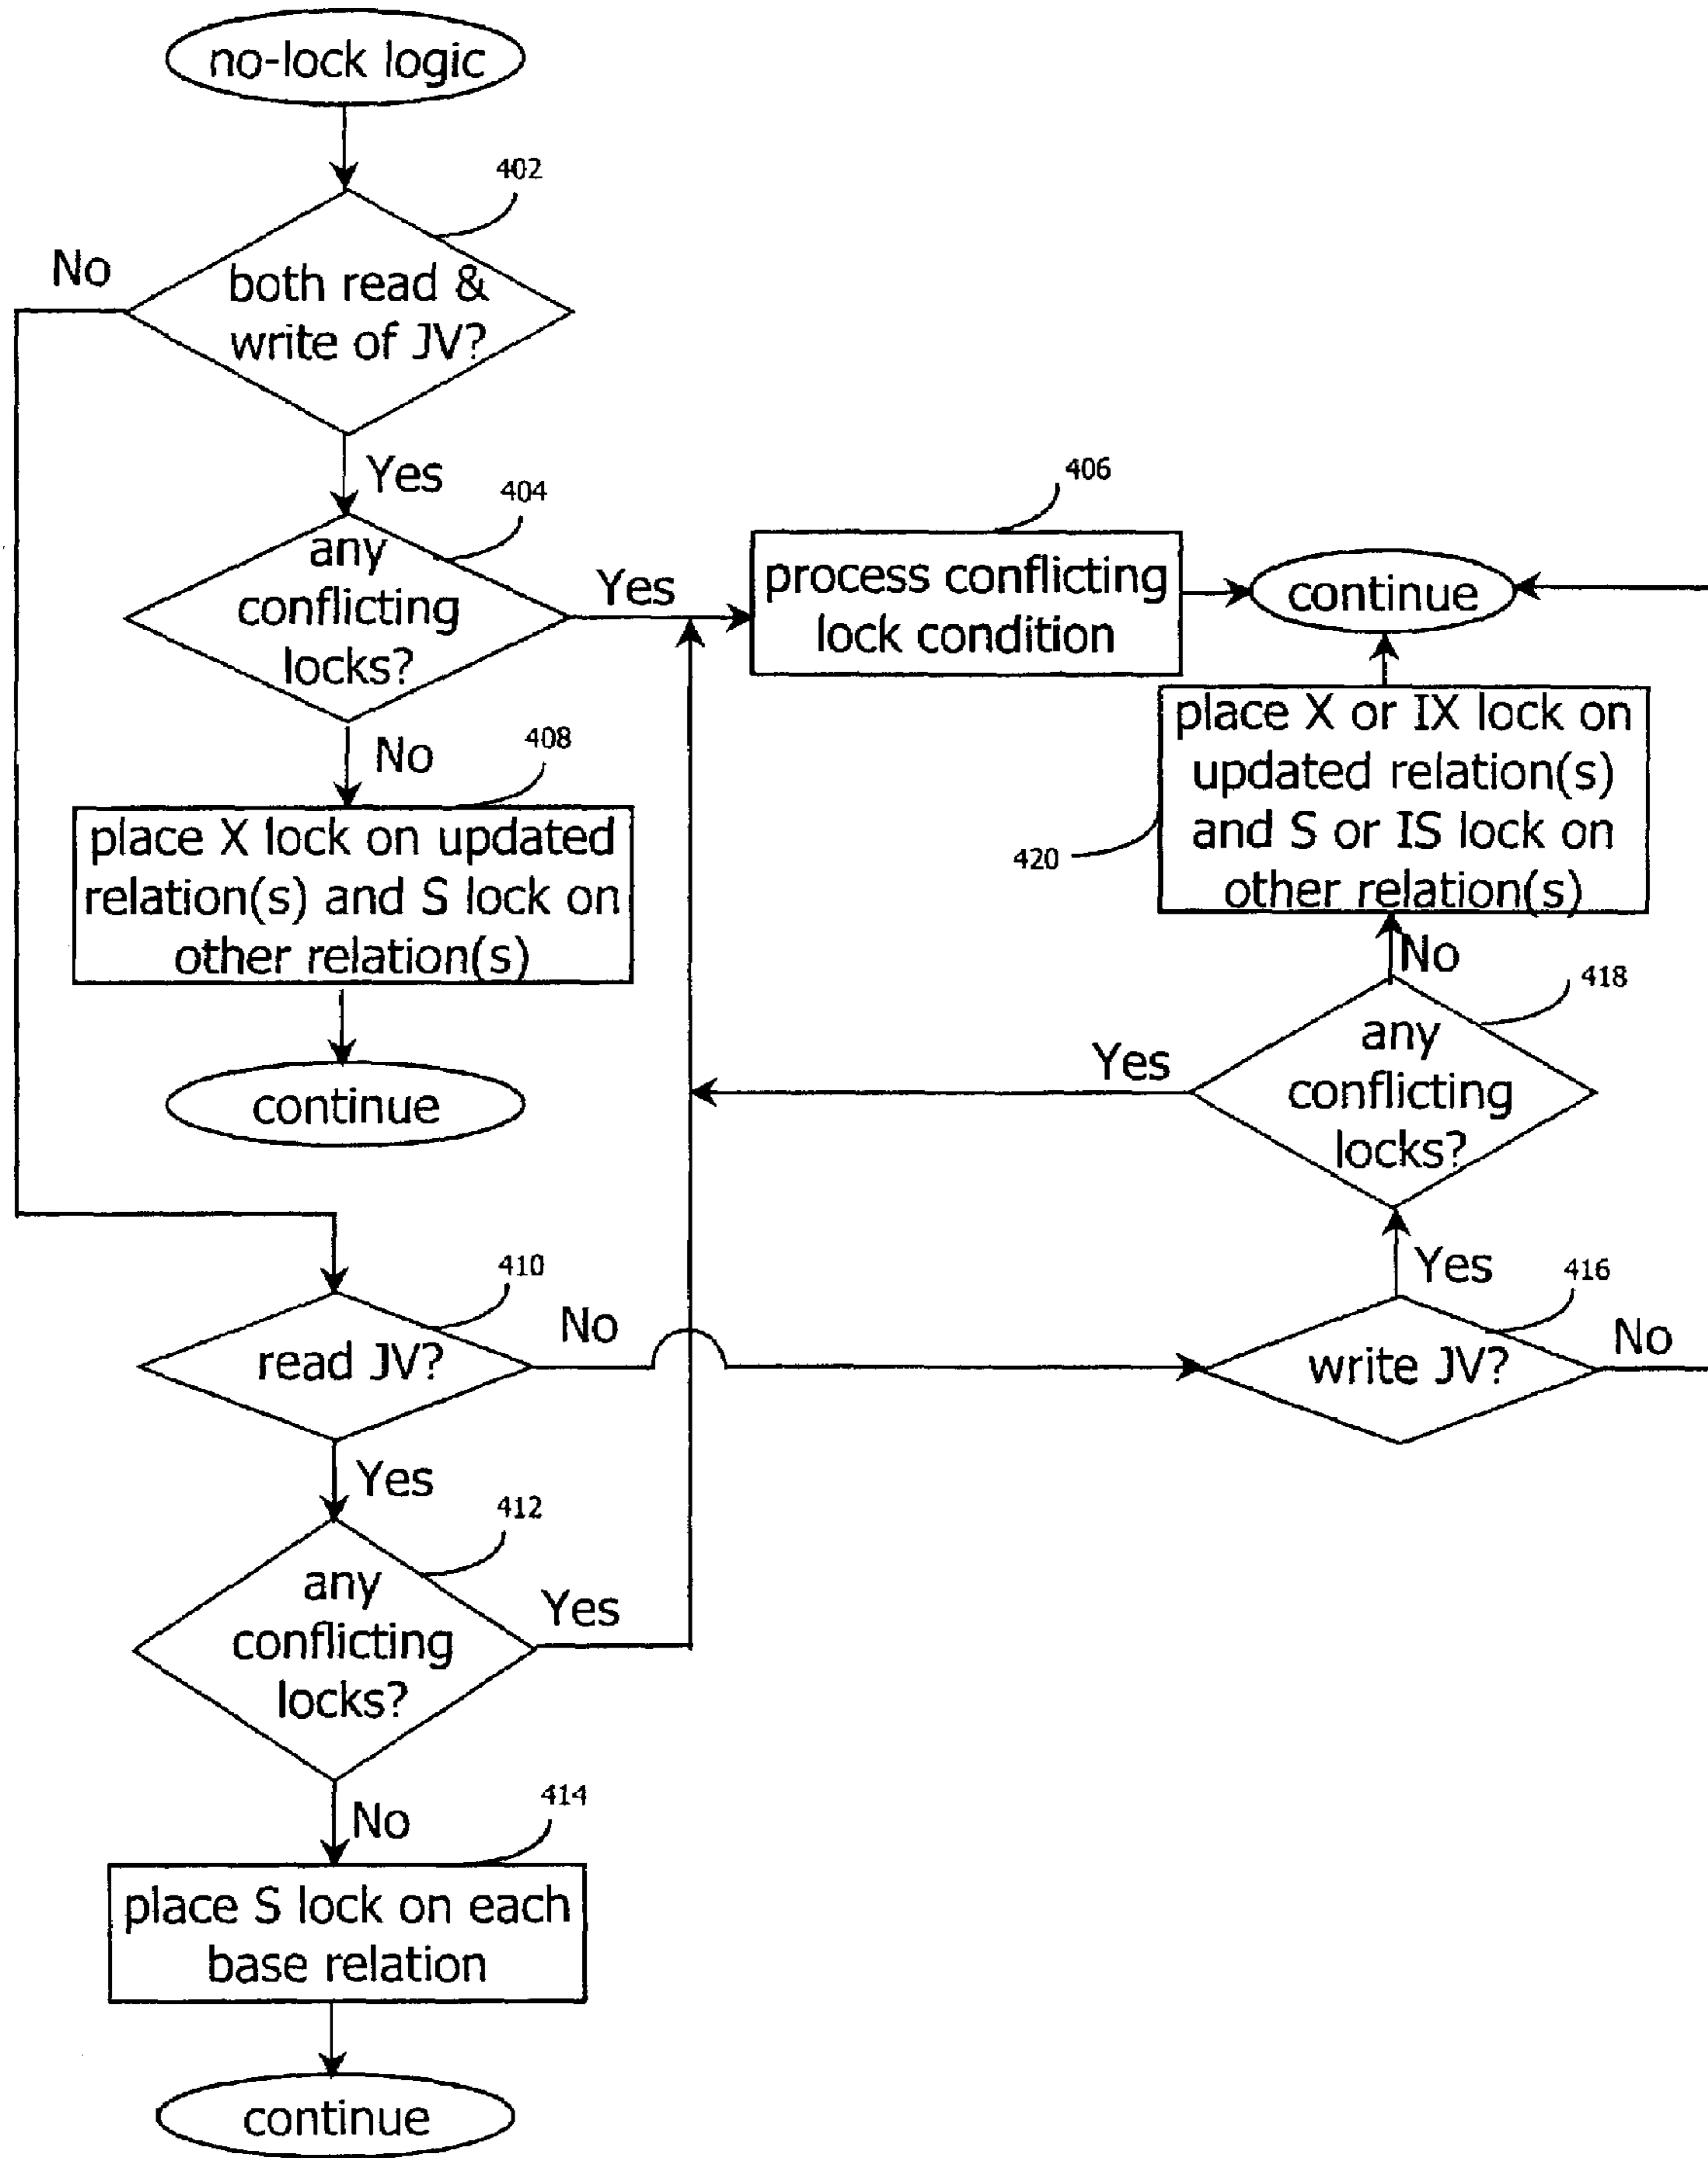 no-lock logic
402
No
both read &
write of JV?
Yes
404
any
conflicting
locks?
Yes
406
process conflicting
lock condition
continue
No
408
place X lock on updated
relation(s) and S lock on
other relation(s)
continue
place X or IX lock on
updated relation(s)
and S or IS lock on
other relation(s)
420
No
418
any
conflicting
locks?
Yes
Yes
410
read JV?
No
416
write JV?
No
Yes
412
any
conflicting
locks?
Yes
No
414
place S lock on each
base relation
continue